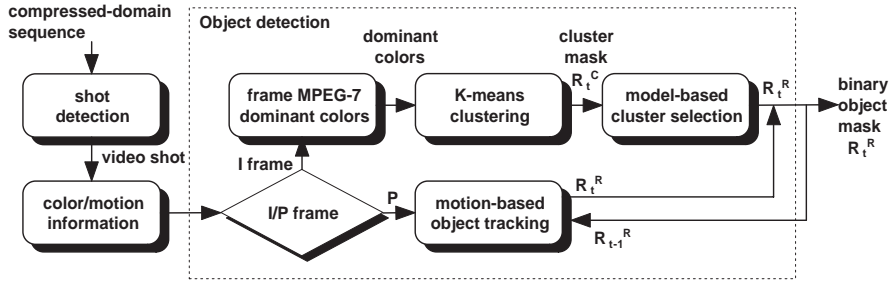 compressed-domain
sequence
Object detection
dominant
colors
cluster
mask
shot
detection
frame MPEG-7
dominant colors
K-means
clustering
R_t^C
model-based
cluster selection
R_t^R
binary
object
mask
R_t^R
video shot
I frame
color/motion
information
I/P frame
P
motion-based
object tracking
R_t^R
R_{t-1}^R